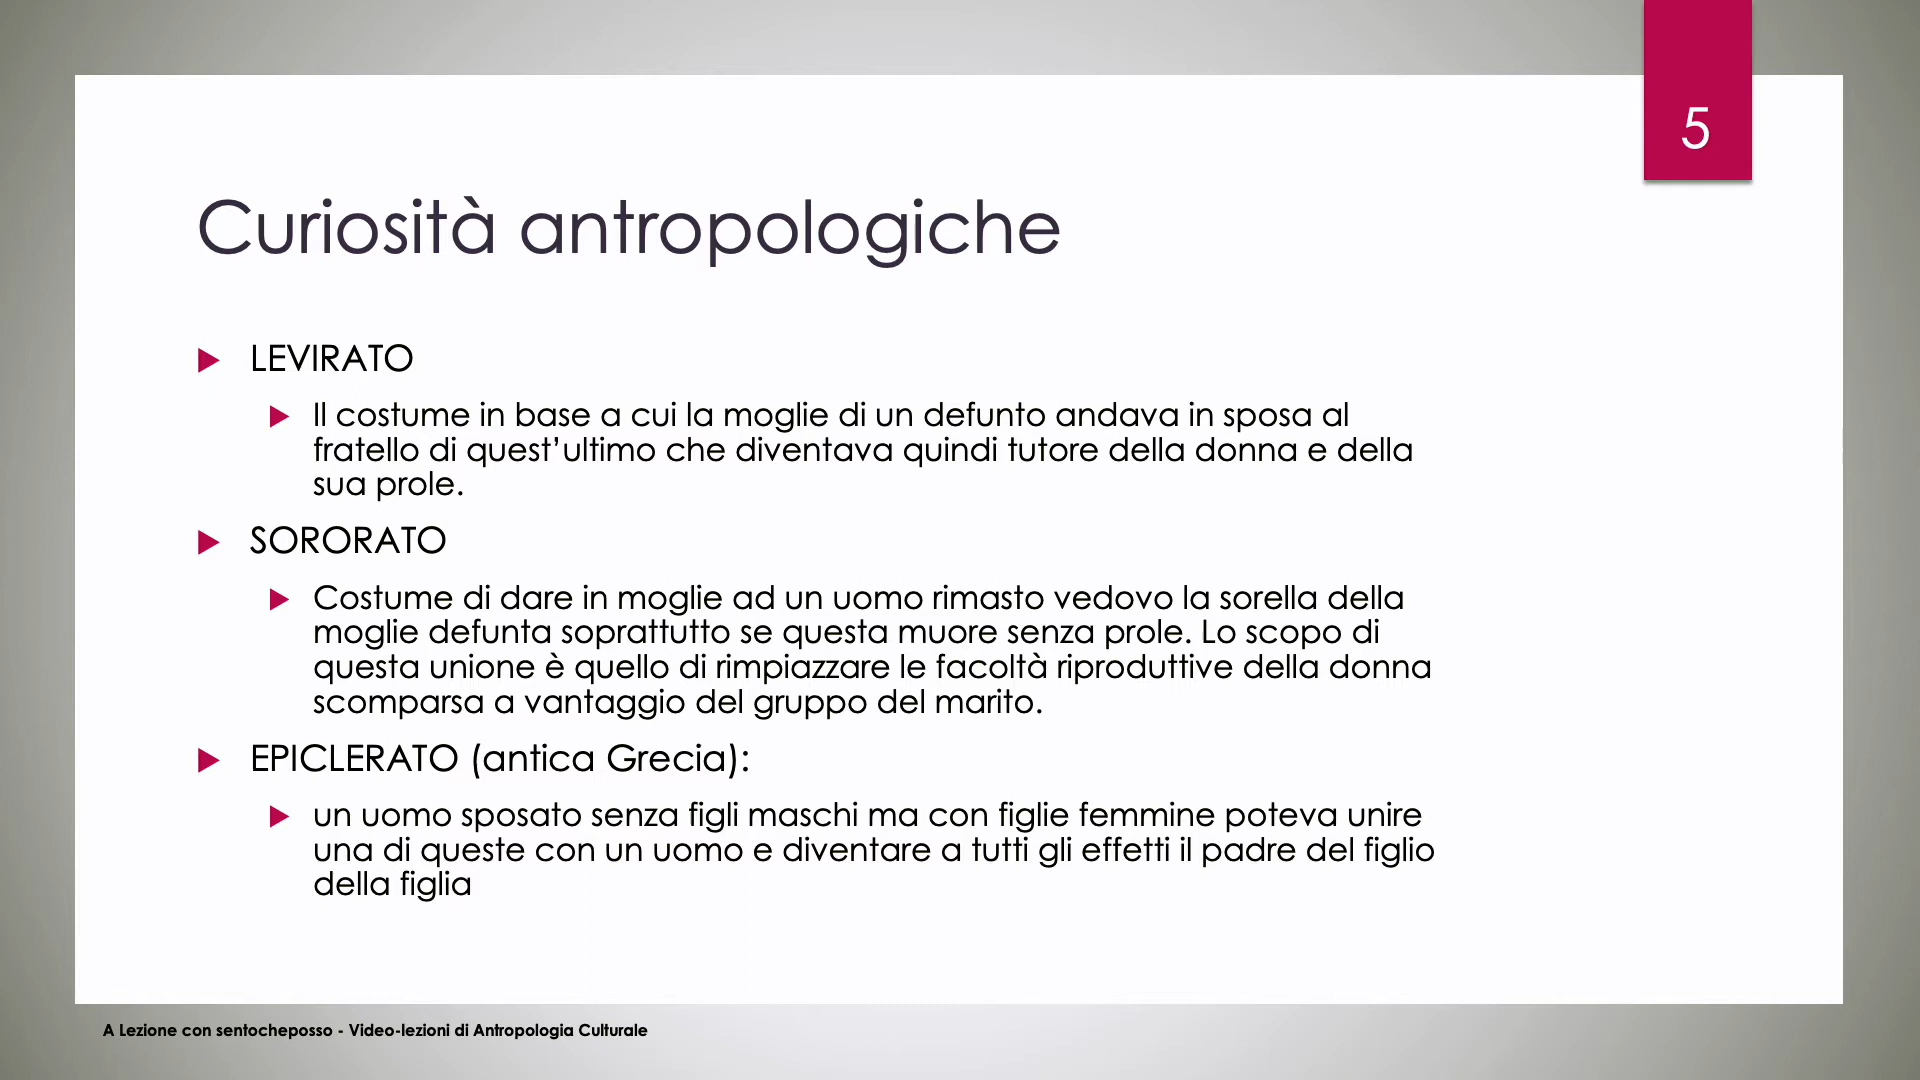 5
Curiosità antropologiche
LEVIRATO
Il costume in base a cui la moglie di un defunto andava in sposa al
fratello di quest’ultimo che diventava quindi tutore della donna e della
sua prole.
SORORATO
Costume di dare in moglie ad un uomo rimasto vedovo la sorella della
moglie defunta soprattutto se questa muore senza prole. Lo scopo di
questa unione è quello di rimpiazzare le facoltà riproduttive della donna
scomparsa a vantaggio del gruppo del marito.
EPICLERATO (antica Grecia):
un uomo sposato senza figli maschi ma con figlie femmine poteva unire
una di queste con un uomo e diventare a tutti gli effetti il padre del figlio
della figlia
A Lezione con sentocheposso - Video-lezioni di Antropologia Culturale